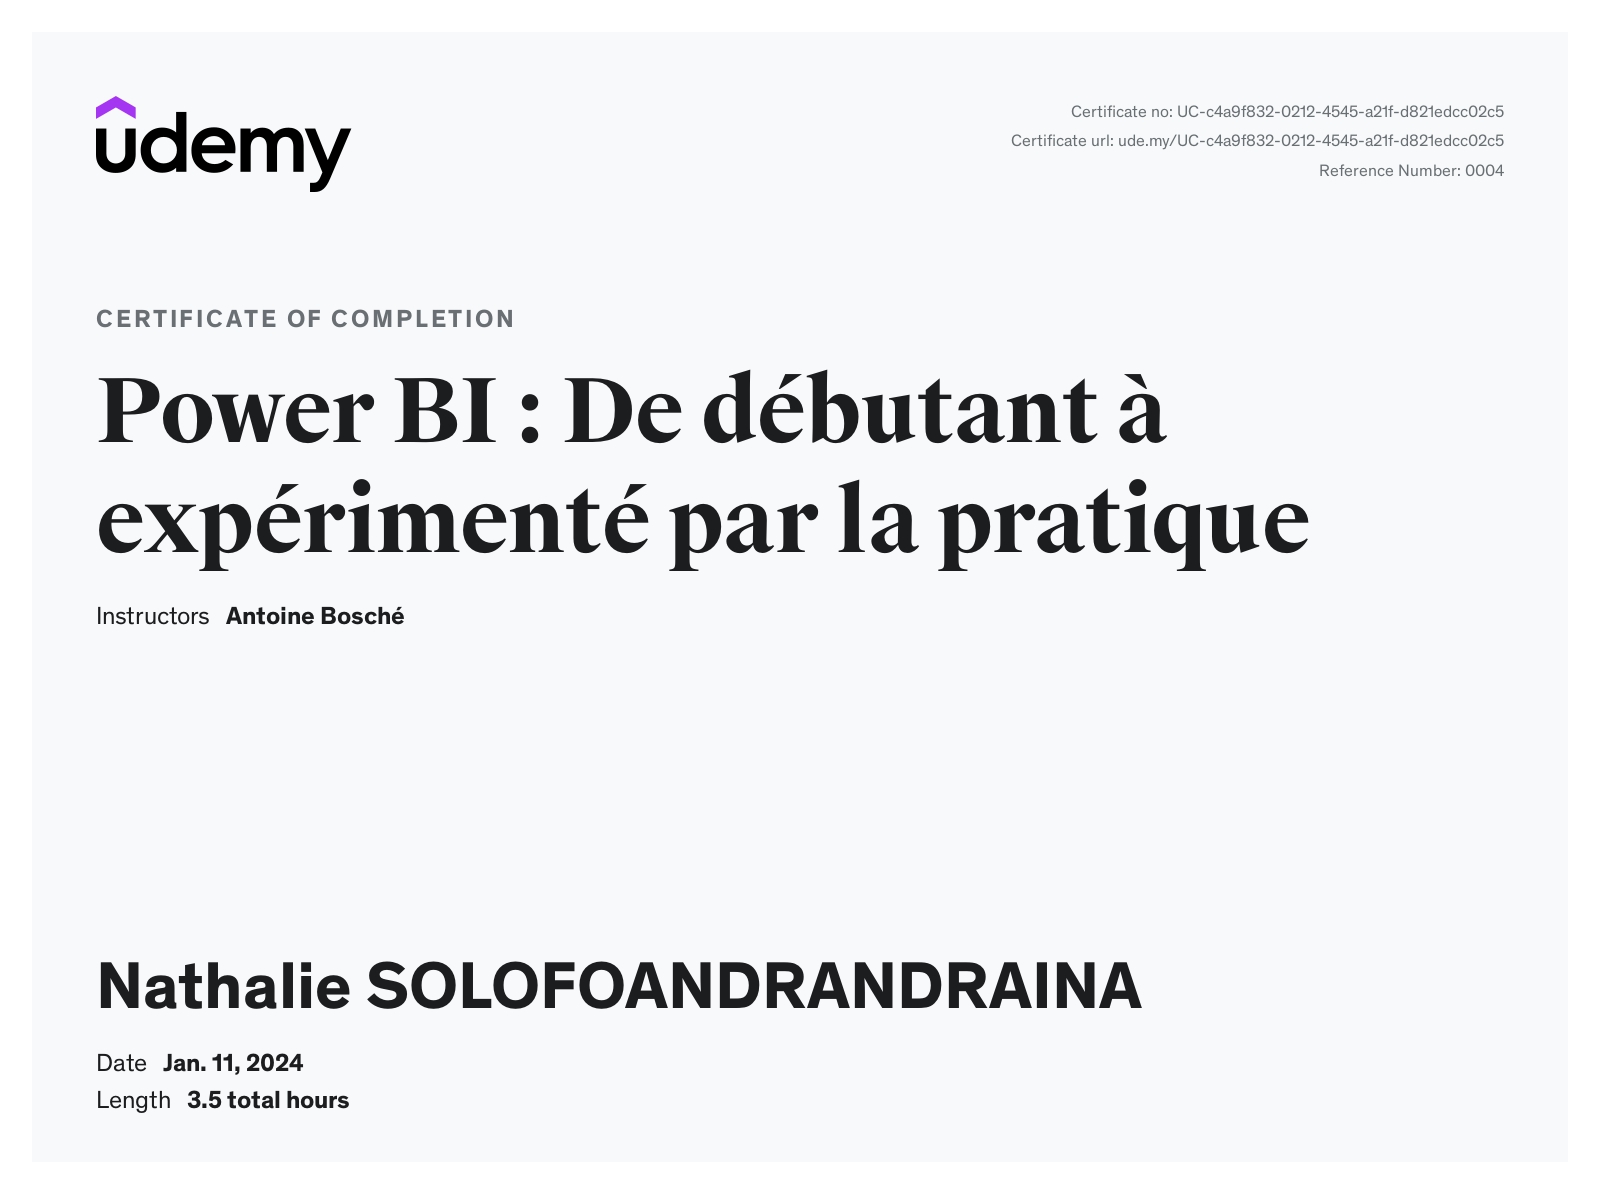 udemy
Certificate no: UC-c4a9f832-0212-4545-a21f-d821edcc02c5
Certificate url: ude.my/UC-c4a9f832-0212-4545-a21f-d821edcc02c5
Reference Number: 0004
CERTIFICATE OF COMPLETION
Power BI : De débutant à
expérimenté par la pratique
Instructors Antoine Bosché
Nathalie SOLOFOANDRANDRAINA
Date Jan. 11, 2024
Length 3.5 total hours